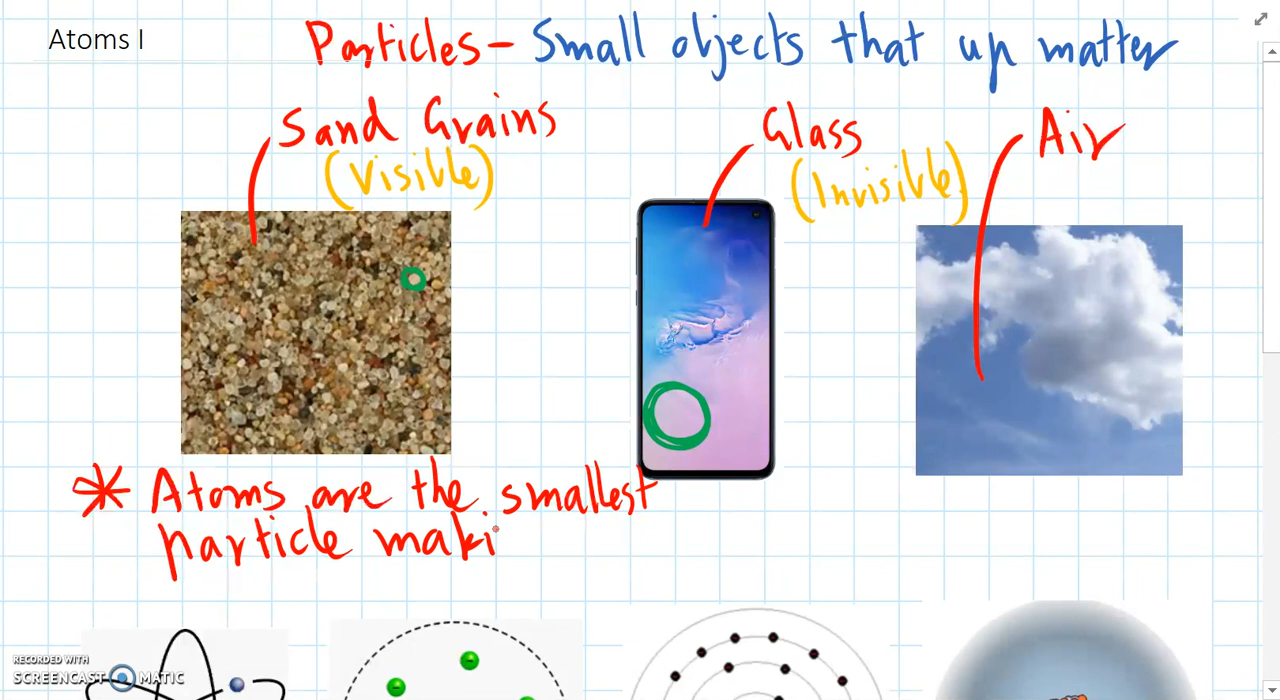 Atoms I
Particles - Small objects that up matter
Sand Grains
(Visible)
Glass
(Invisible)
Air
* Atoms are the smallest
particle maki
RECORDED WITH
SCREENCAST MATIC